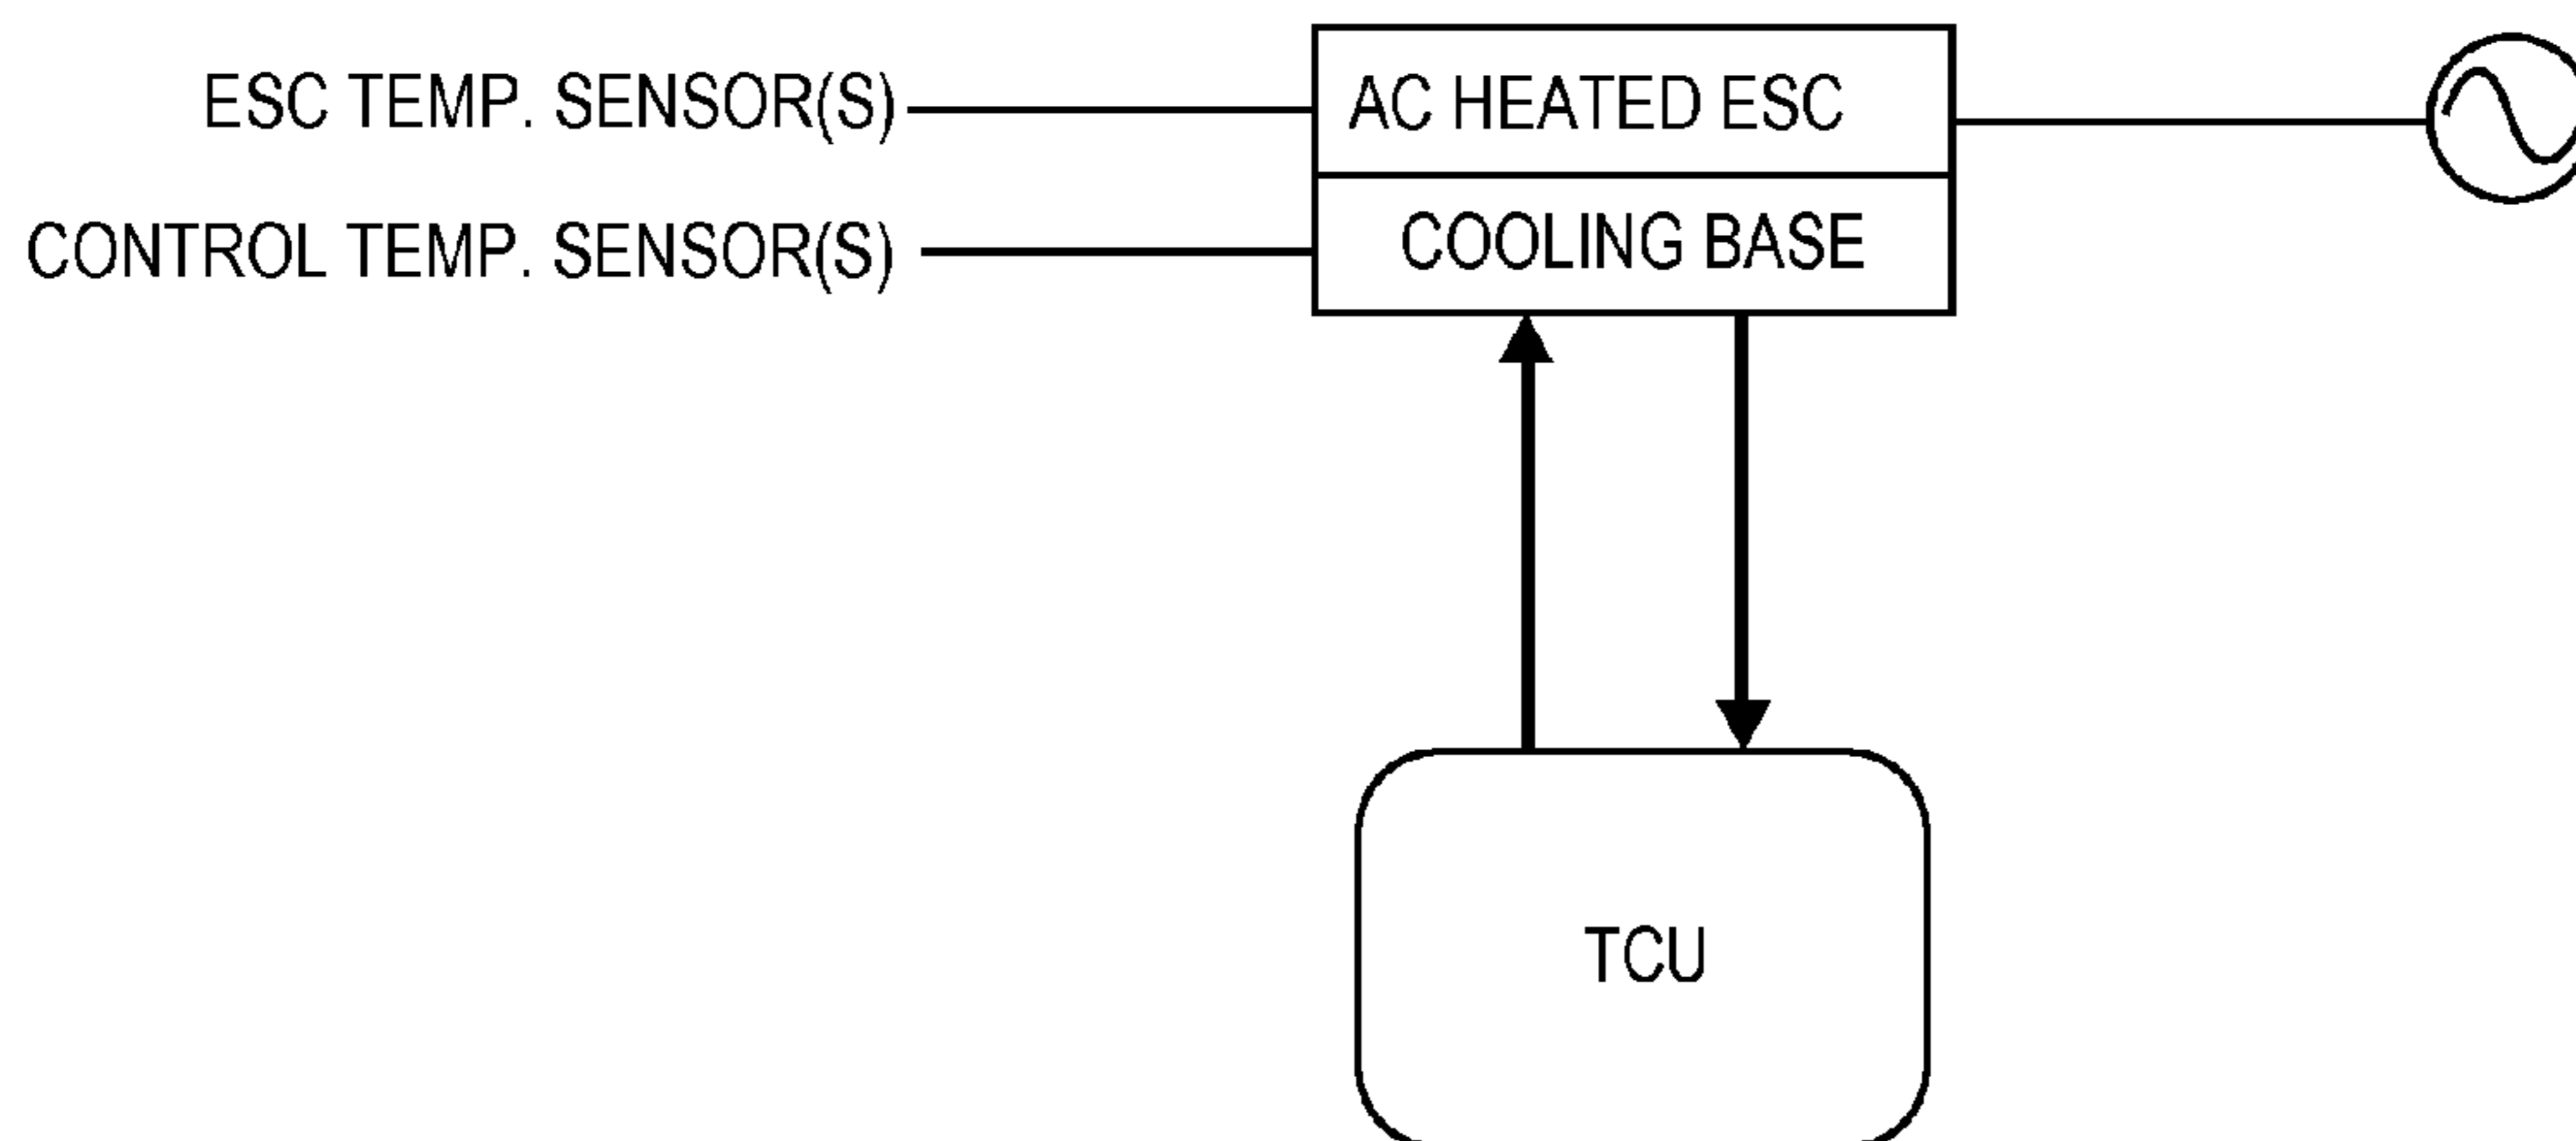 ESC TEMP. SENSOR(S)
AC HEATED ESC
CONTROL TEMP. SENSOR(S)
COOLING BASE
TCU